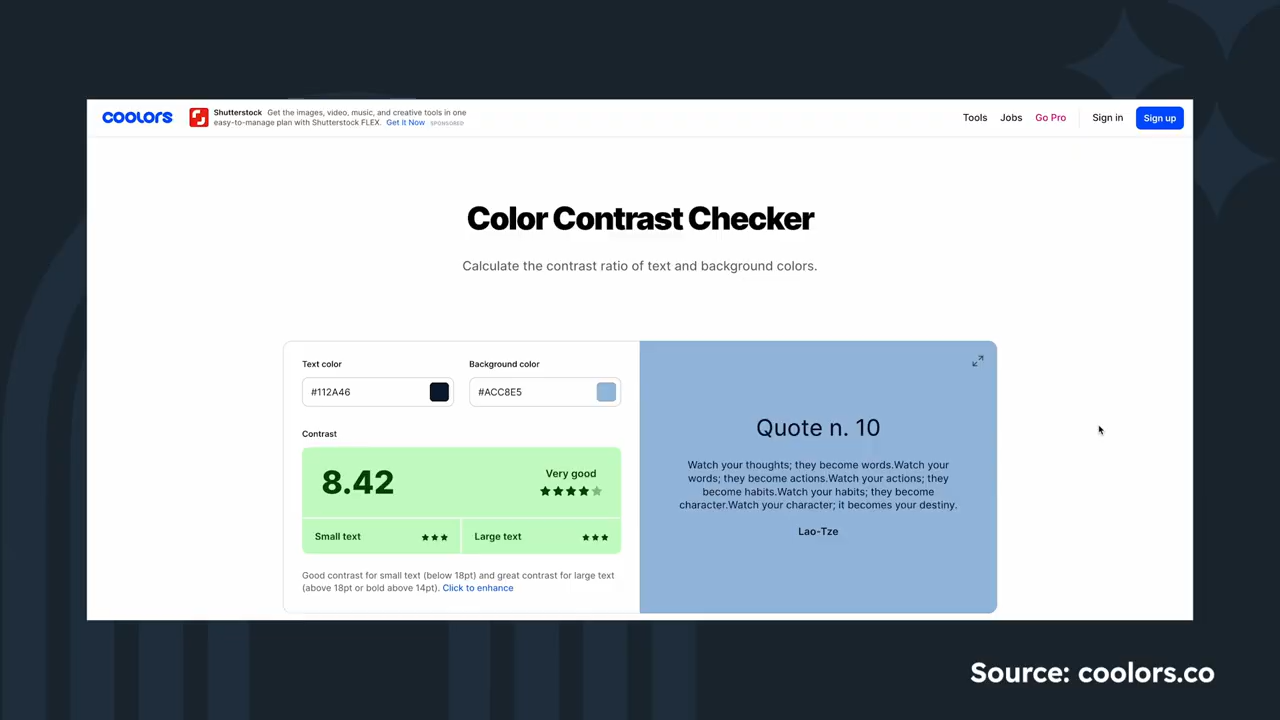 coolors
Shutterstock Get the images, video, music, and creative tools in one
easy-to-manage plan with Shutterstock FLEX. Get It Now SPONSORED
Tools Jobs Go Pro Sign in Sign up
Color Contrast Checker
Calculate the contrast ratio of text and background colors.
Text color Background color
#112A46 #ACC8E5
Contrast
8.42 Very good
Small text Large text
Good contrast for small text (below 18pt) and great contrast for large text
(above 18pt or bold above 14pt). Click to enhance
Quote n. 10
Watch your thoughts; they become words.Watch your
words; they become actions.Watch your actions; they
become habits.Watch your habits; they become
character.Watch your character; it becomes your destiny.
Lao-Tze
Source: coolors.co